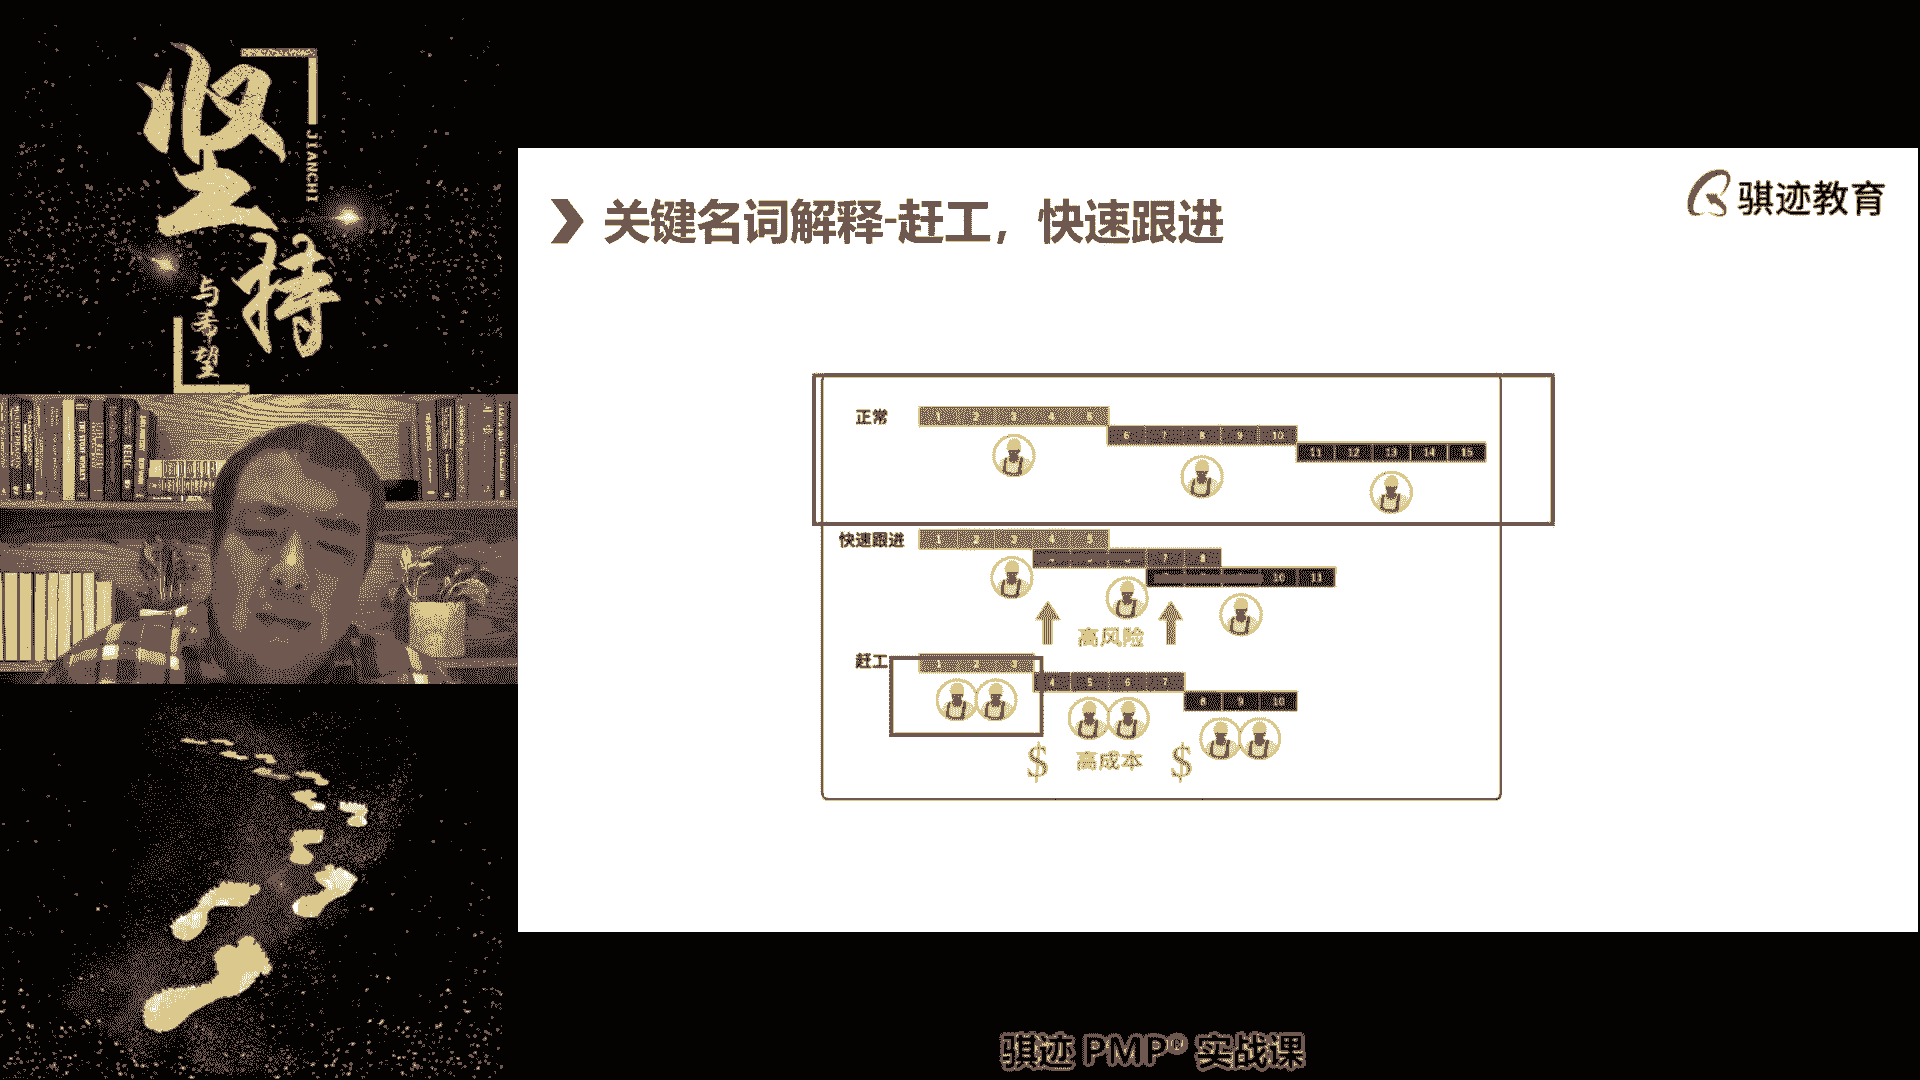 坚持
JIANCHI
与希望
关键名词解释-赶工，快速跟进
骐迹教育
正常
1 2 3 4 5
6 7 8 9 10
11 12 13 14 15
快速跟进
1 2 3 4 5
7 8
10 11
高风险
赶工
1 2 3
4 5 6 7
8 9 10
$ 高成本 $
骐迹 PMP® 实战课